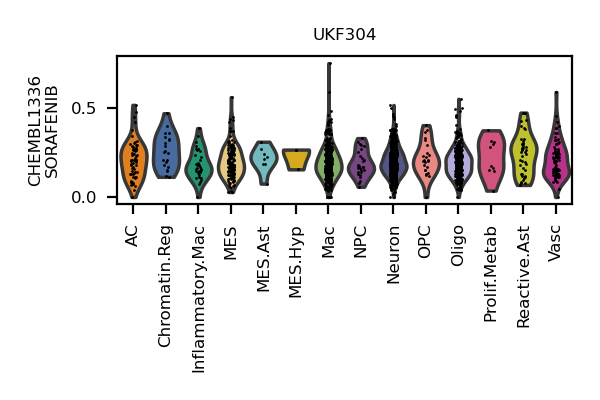 UKF304
CHEMBL1336
SORAFENIB
0.5
0.0
AC
Chromatin.Reg
Inflammatory.Mac
MES
MES.Ast
MES.Hyp
Mac
NPC
Neuron
OPC
Oligo
Prolif.Metab
Reactive.Ast
Vasc